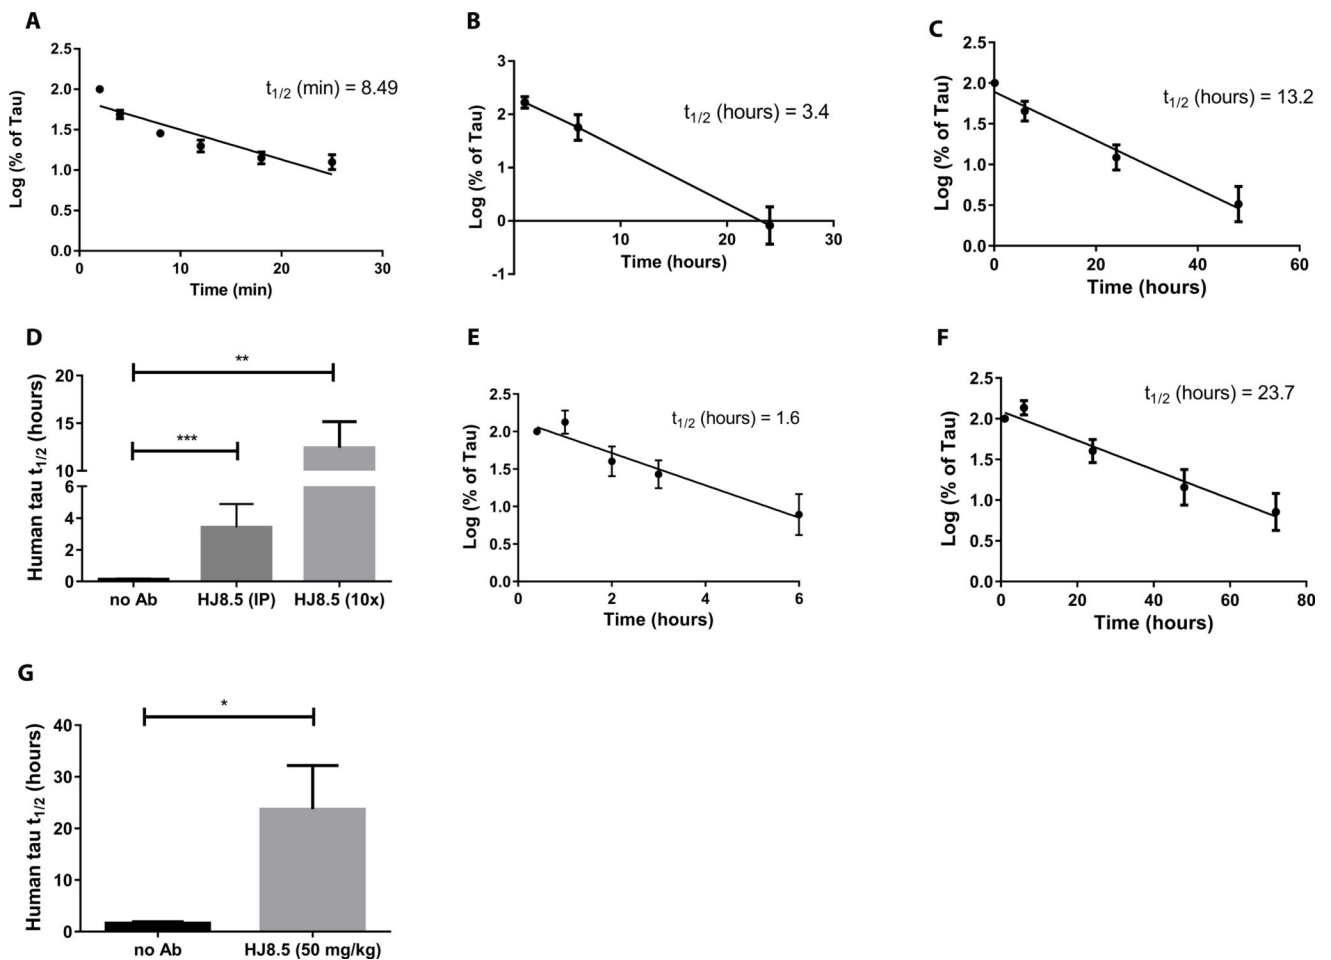 A
2.5
2.0
1.5
1.0
0.5
0.0
0
10
20
30
Log (% of Tau)
Time (min)
t1/2 (min) = 8.49
B
3
2
1
0
-1
10
20
30
Log (% of Tau)
Time (hours)
t1/2 (hours) = 3.4
C
2.5
2.0
1.5
1.0
0.5
0.0
0
20
40
60
Log (% of Tau)
Time (hours)
t1/2 (hours) = 13.2
D
20
15
10
6
4
2
0
Human tau t1/2 (hours)
**
***
no Ab
HJ8.5 (IP)
HJ8.5 (10x)
E
2.5
2.0
1.5
1.0
0.5
0.0
0
2
4
6
Log (% of Tau)
Time (hours)
t1/2 (hours) = 1.6
F
2.5
2.0
1.5
1.0
0.5
0.0
0
20
40
60
80
Log (% of Tau)
Time (hours)
t1/2 (hours) = 23.7
G
40
30
20
10
0
Human tau t1/2 (hours)
*
no Ab
HJ8.5 (50 mg/kg)